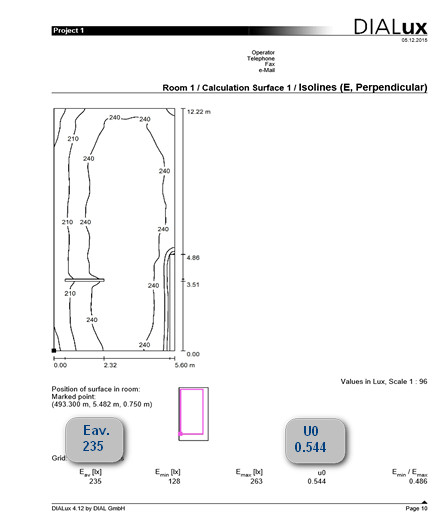 Project 1
DIALux
05.12.2015
Operator
Telephone
Fax
e-Mail
Room 1 / Calculation Surface 1 / Isolines (E, Perpendicular)
12.22 m
240
240
210
240
240
210
240
240
4.86
3.51
240
210
240
240
0.00
0.00 2.32 5.60 m
Values in Lux, Scale 1 : 96
Position of surface in room:
Marked point:
(493.300 m, 5.482 m, 0.750 m)
Eav.
235
U0
0.544
Grid:
Eav [lx] Emin [lx] Emax [lx] u0 Emin / Emax
235 128 263 0.544 0.486
DIALux 4.12 by DIAL GmbH Page 10